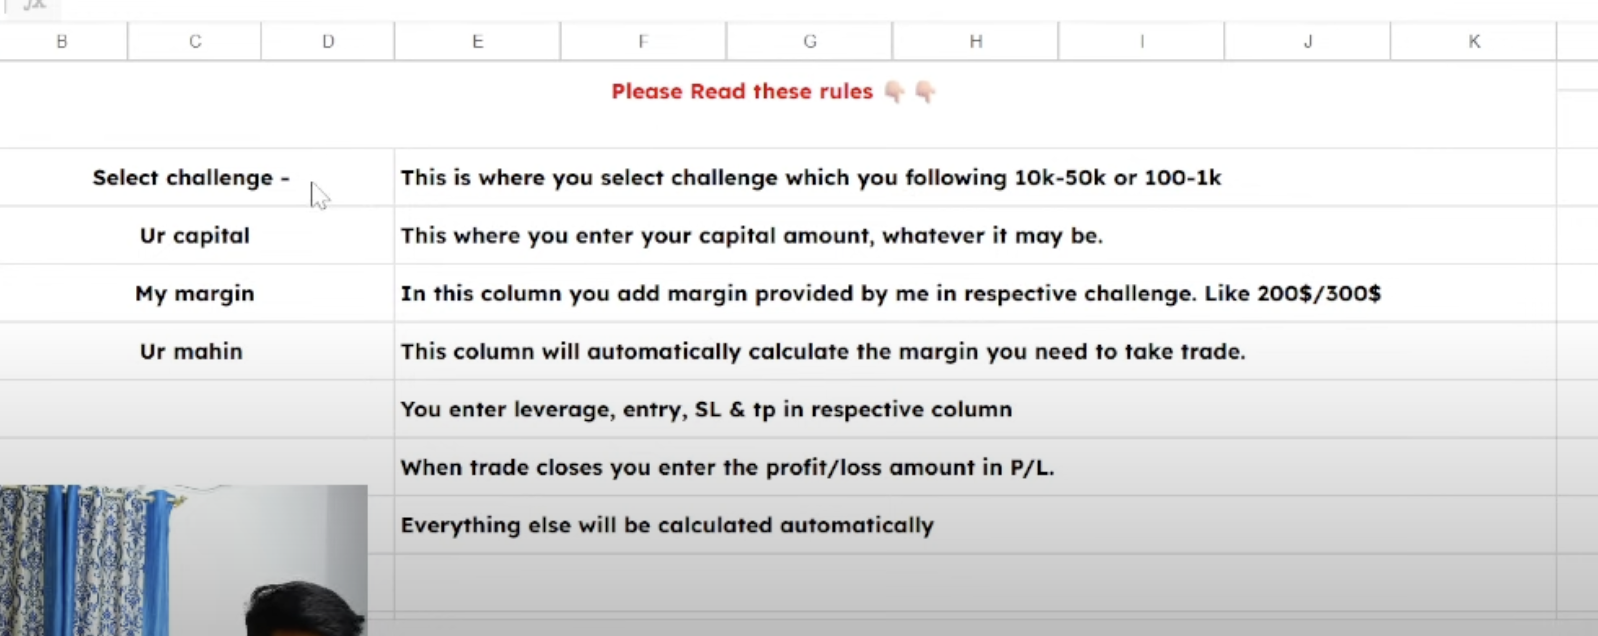 B C D E F G H I J K
Please Read these rules 👇🏻 👇🏻
Select challenge - This is where you select challenge which you following 10k-50k or 100-1k
Ur capital This where you enter your capital amount, whatever it may be.
My margin In this column you add margin provided by me in respective challenge. Like 200$/300$
Ur mahin This column will automatically calculate the margin you need to take trade.
You enter leverage, entry, SL & tp in respective column
When trade closes you enter the profit/loss amount in P/L.
Everything else will be calculated automatically